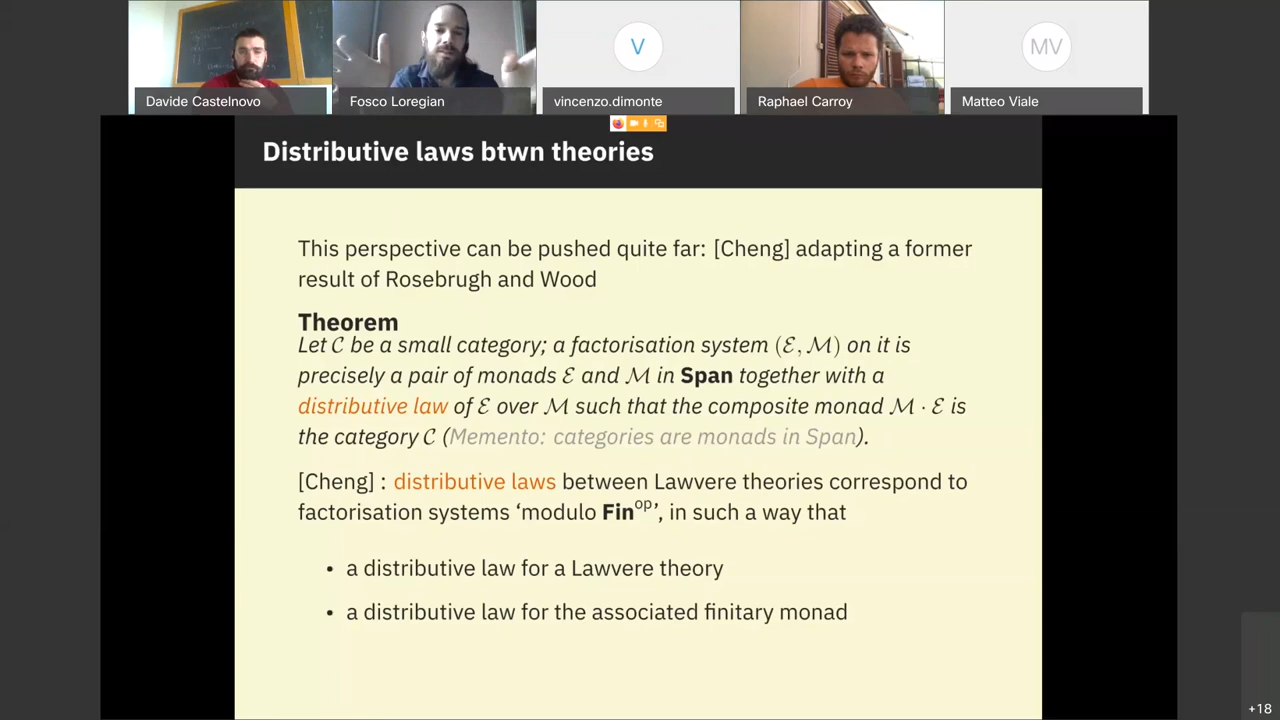 V
MV
Davide Castelnovo
Fosco Loregian
vincenzo.dimonte
Raphael Carroy
Matteo Viale
Distributive laws btwn theories
This perspective can be pushed quite far: [Cheng] adapting a former
result of Rosebrugh and Wood
Theorem
Let 𝒞 be a small category; a factorisation system (ℰ, ℳ) on it is
precisely a pair of monads ℰ and ℳ in Span together with a
distributive law of ℰ over ℳ such that the composite monad ℳ · ℰ is
the category 𝒞 (Memento: categories are monads in Span).
[Cheng] : distributive laws between Lawvere theories correspond to
factorisation systems ‘modulo Fin^op’, in such a way that
• a distributive law for a Lawvere theory
• a distributive law for the associated finitary monad
+18